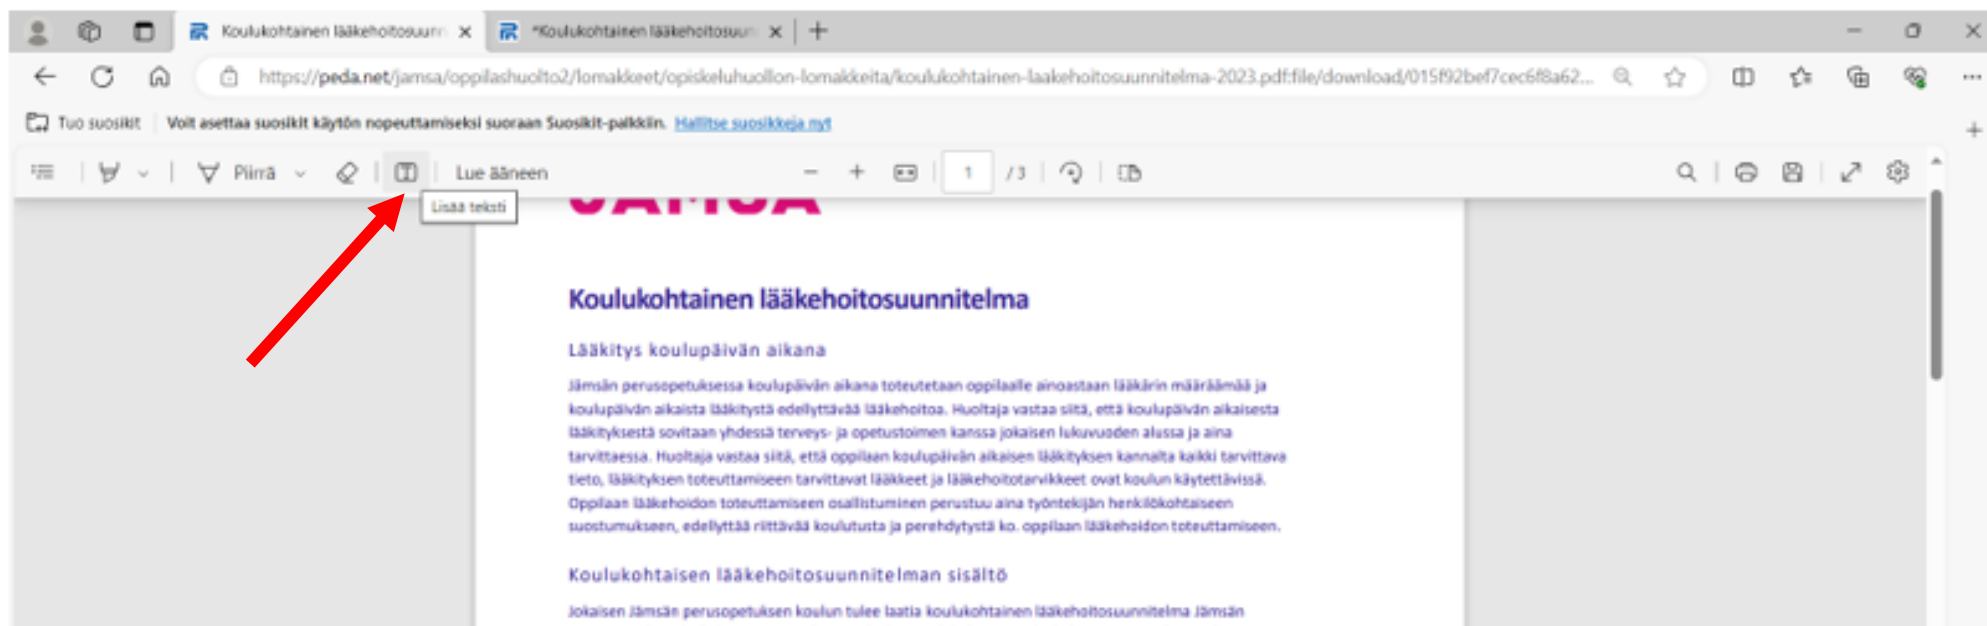 Koulukohtainen lääkehoitosuunn
*Koulukohtainen lääkehoitosuun
https://peda.net/jamsa/oppilashuolto2/lomakkeet/opiskeluhuollon-lomakkeita/koulukohtainen-laakehoitosuunnitelma-2023.pdf:file/download/015f92bef7cec6f8a62...
Tuo suosikit Voit asettaa suosikit käytön nopeuttamiseksi suoraan Suosikit-palkkiin. Hallitse suosikkeja nyt
Piirrä Lue ääneen 1 /3
Lisää teksti
JÄMSÄ
Koulukohtainen lääkehoitosuunnitelma
Lääkitys koulupäivän aikana
Jämsän perusopetuksessa koulupäivän aikana toteutetaan oppilaalle ainoastaan lääkärin määräämää ja
koulupäivän aikaista lääkitystä edellyttävää lääkehoitoa. Huoltaja vastaa siitä, että koulupäivän aikaisesta
lääkityksestä sovitaan yhdessä terveys- ja opetustoimen kanssa jokaisen lukuvuoden alussa ja aina
tarvittaessa. Huoltaja vastaa siitä, että oppilaan koulupäivän aikaisen lääkityksen kannalta kaikki tarvittava
tieto, lääkityksen toteuttamiseen tarvittavat lääkkeet ja lääkehoitotarvikkeet ovat koulun käytettävissä.
Oppilaan lääkehoidon toteuttamiseen osallistuminen perustuu aina työntekijän henkilökohtaiseen
suostumukseen, edellyttää riittävää koulutusta ja perehdytystä ko. oppilaan lääkehoidon toteuttamiseen.
Koulukohtaisen lääkehoitosuunnitelman sisältö
Jokaisen Jämsän perusopetuksen koulun tulee laatia koulukohtainen lääkehoitosuunnitelma Jämsän